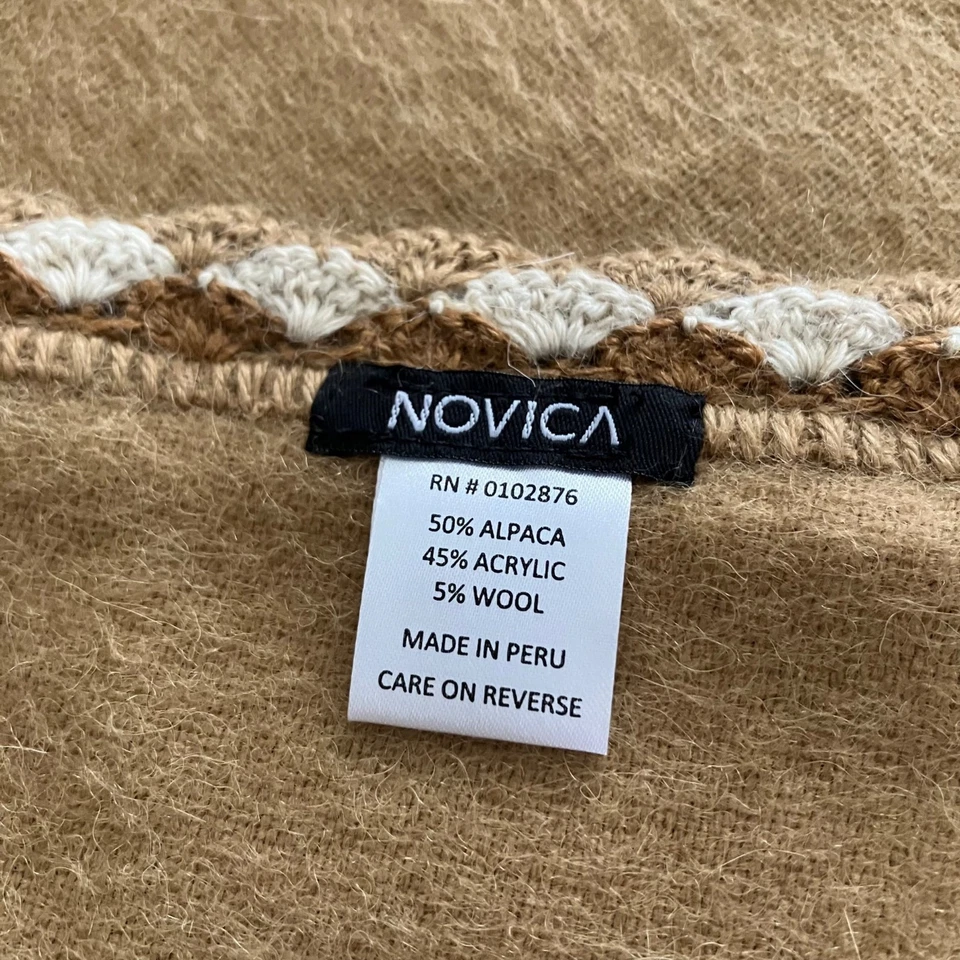 NOVICA
RN # 0102876
50% ALPACA
45% ACRYLIC
5% WOOL
MADE IN PERU
CARE ON REVERSE